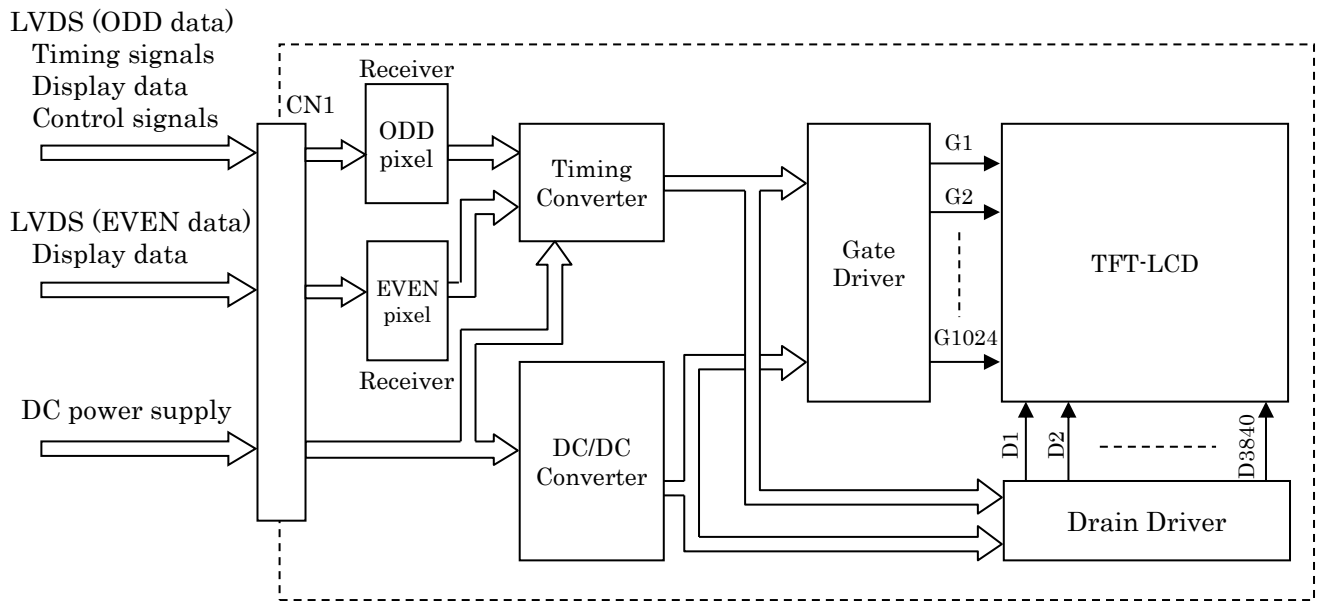 LVDS (ODD data)
Timing signals
Display data
Control signals
LVDS (EVEN data)
Display data
DC power supply
CN1
Receiver
ODD
pixel
EVEN
pixel
Receiver
Timing
Converter
DC/DC
Converter
Gate
Driver
G1
G2
G1024
TFT-LCD
D1
D2
D3840
Drain Driver